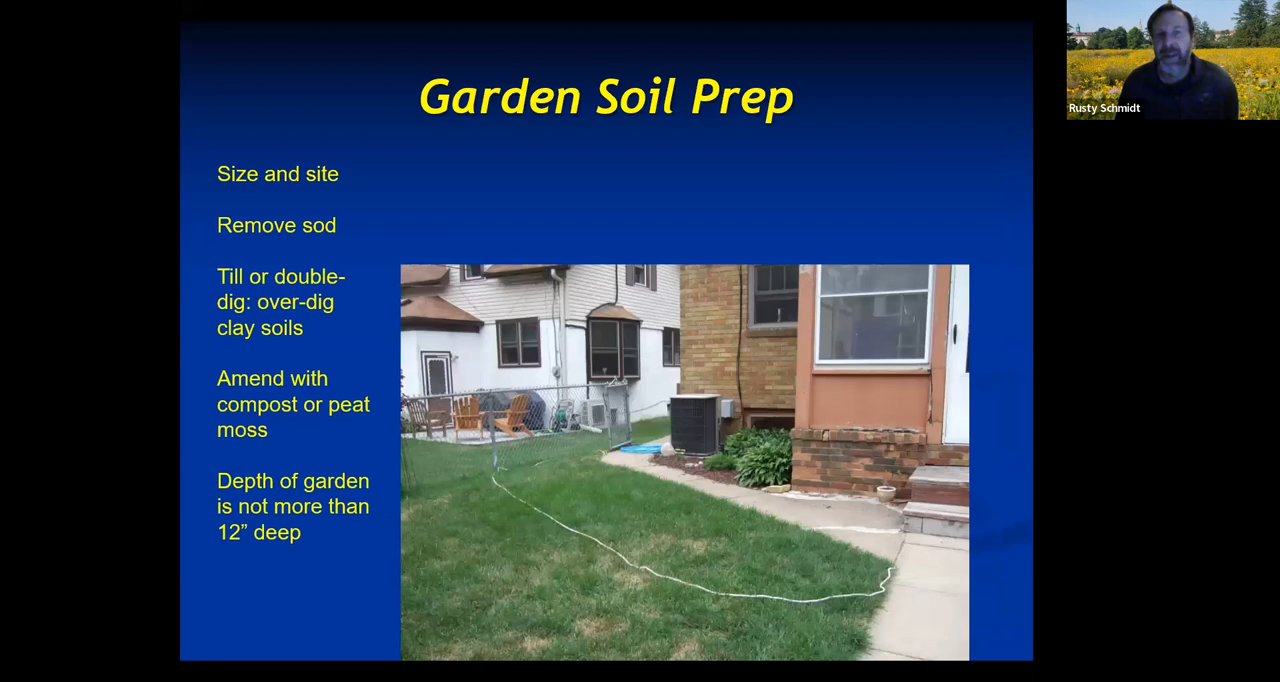 Garden Soil Prep
Rusty Schmidt
Size and site
Remove sod
Till or double-
dig: over-dig
clay soils
Amend with
compost or peat
moss
Depth of garden
is not more than
12” deep